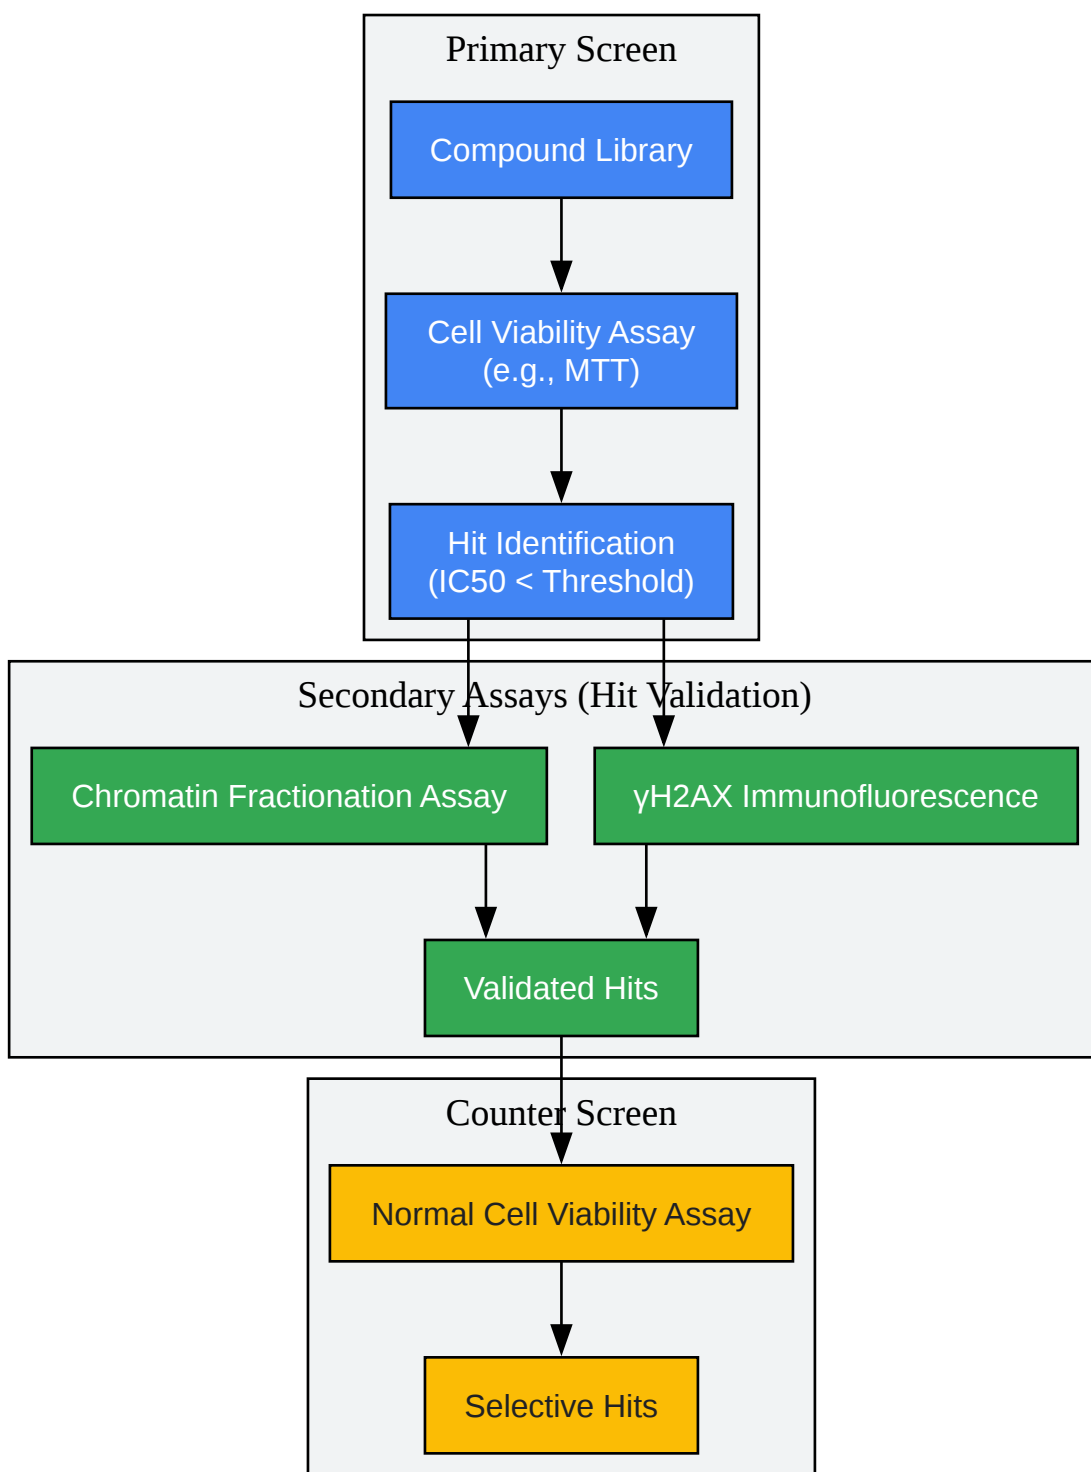 Primary Screen
Compound Library
Cell Viability Assay
(e.g., MTT)
Hit Identification
(IC50 < Threshold)
Secondary Assays (Hit Validation)
Chromatin Fractionation Assay
γH2AX Immunofluorescence
Validated Hits
Counter Screen
Normal Cell Viability Assay
Selective Hits